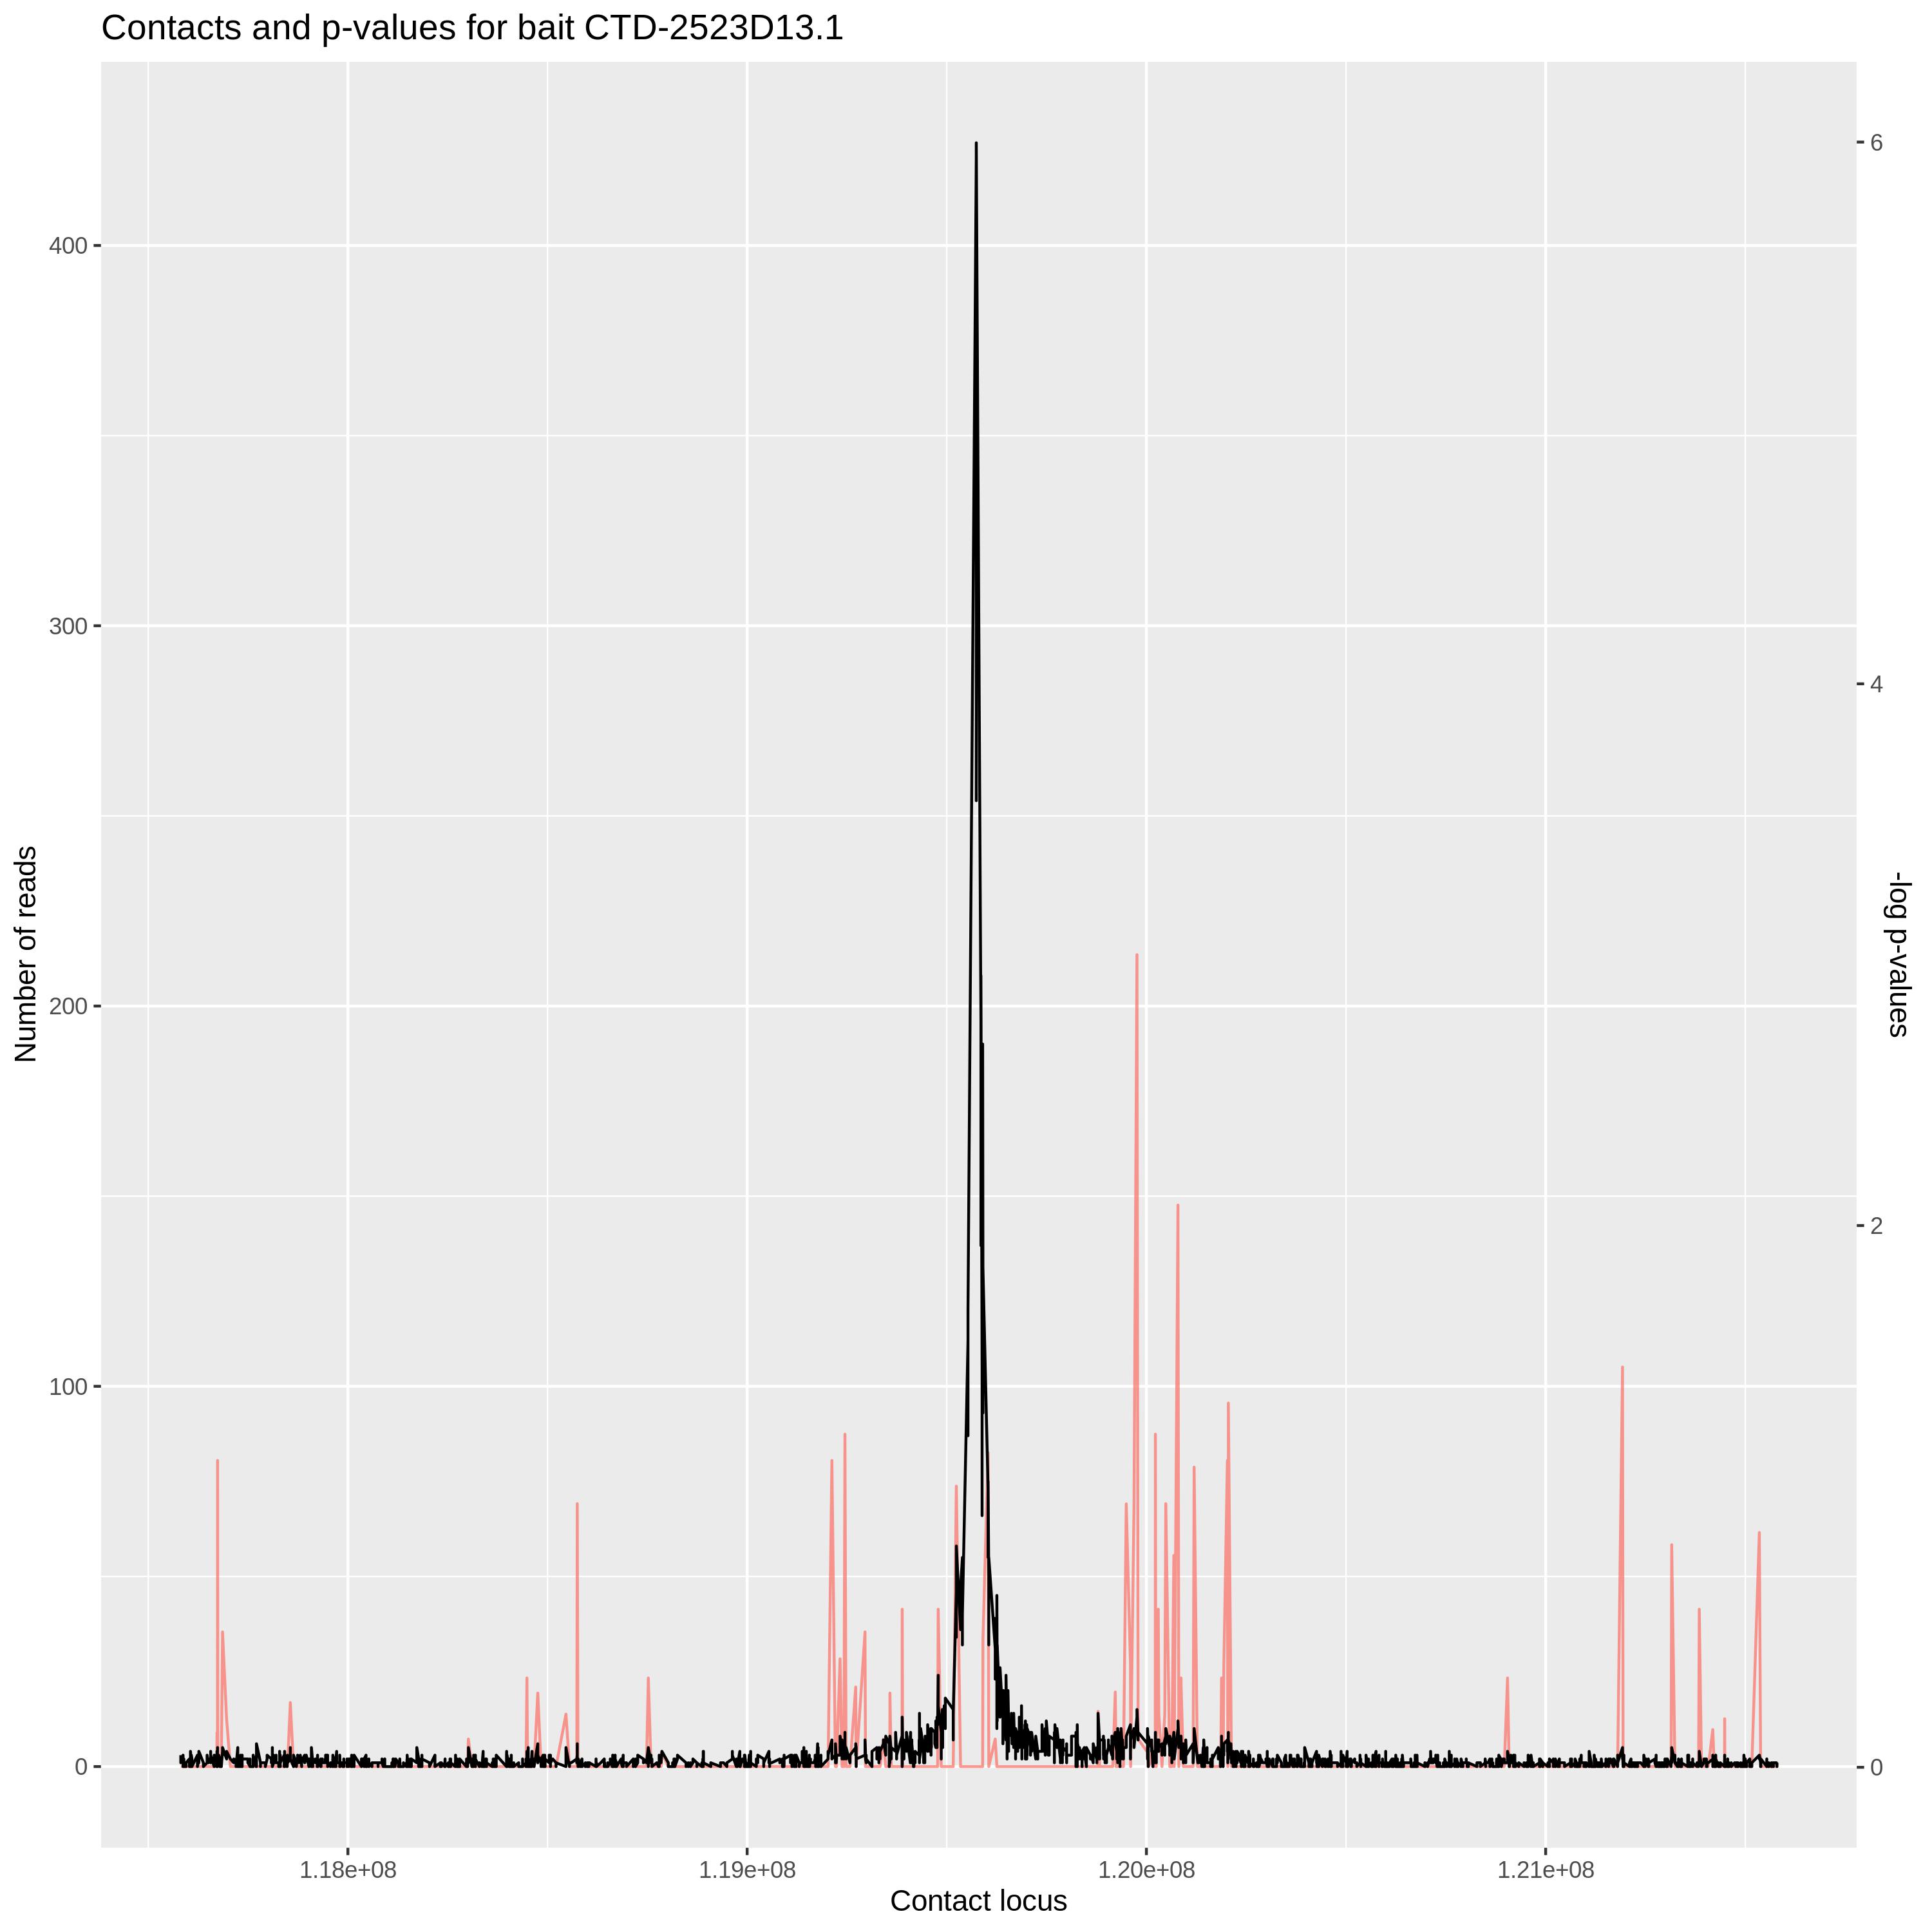 Contacts and p-values for bait CTD-2523D13.1
Number of reads
400
300
200
100
0
6
4
2
0
-log p-values
1.18e+08
1.19e+08
1.20e+08
1.21e+08
Contact locus